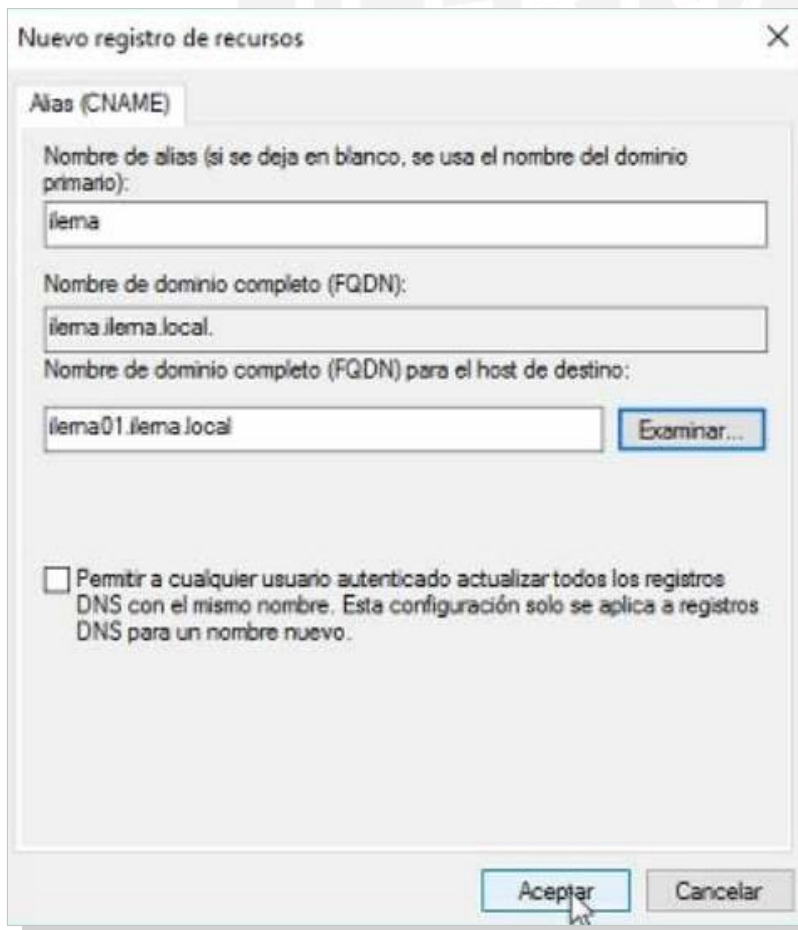 Nuevo registro de recursos
Alias (CNAME)
Nombre de alias (si se deja en blanco, se usa el nombre del dominio
primario):
ilerna
Nombre de dominio completo (FQDN):
ilerna.ilerna.local.
Nombre de dominio completo (FQDN) para el host de destino:
ilerna01.ilerna.local
Examinar...
Permitir a cualquier usuario autenticado actualizar todos los registros
DNS con el mismo nombre. Esta configuración solo se aplica a registros
DNS para un nombre nuevo.
Aceptar
Cancelar